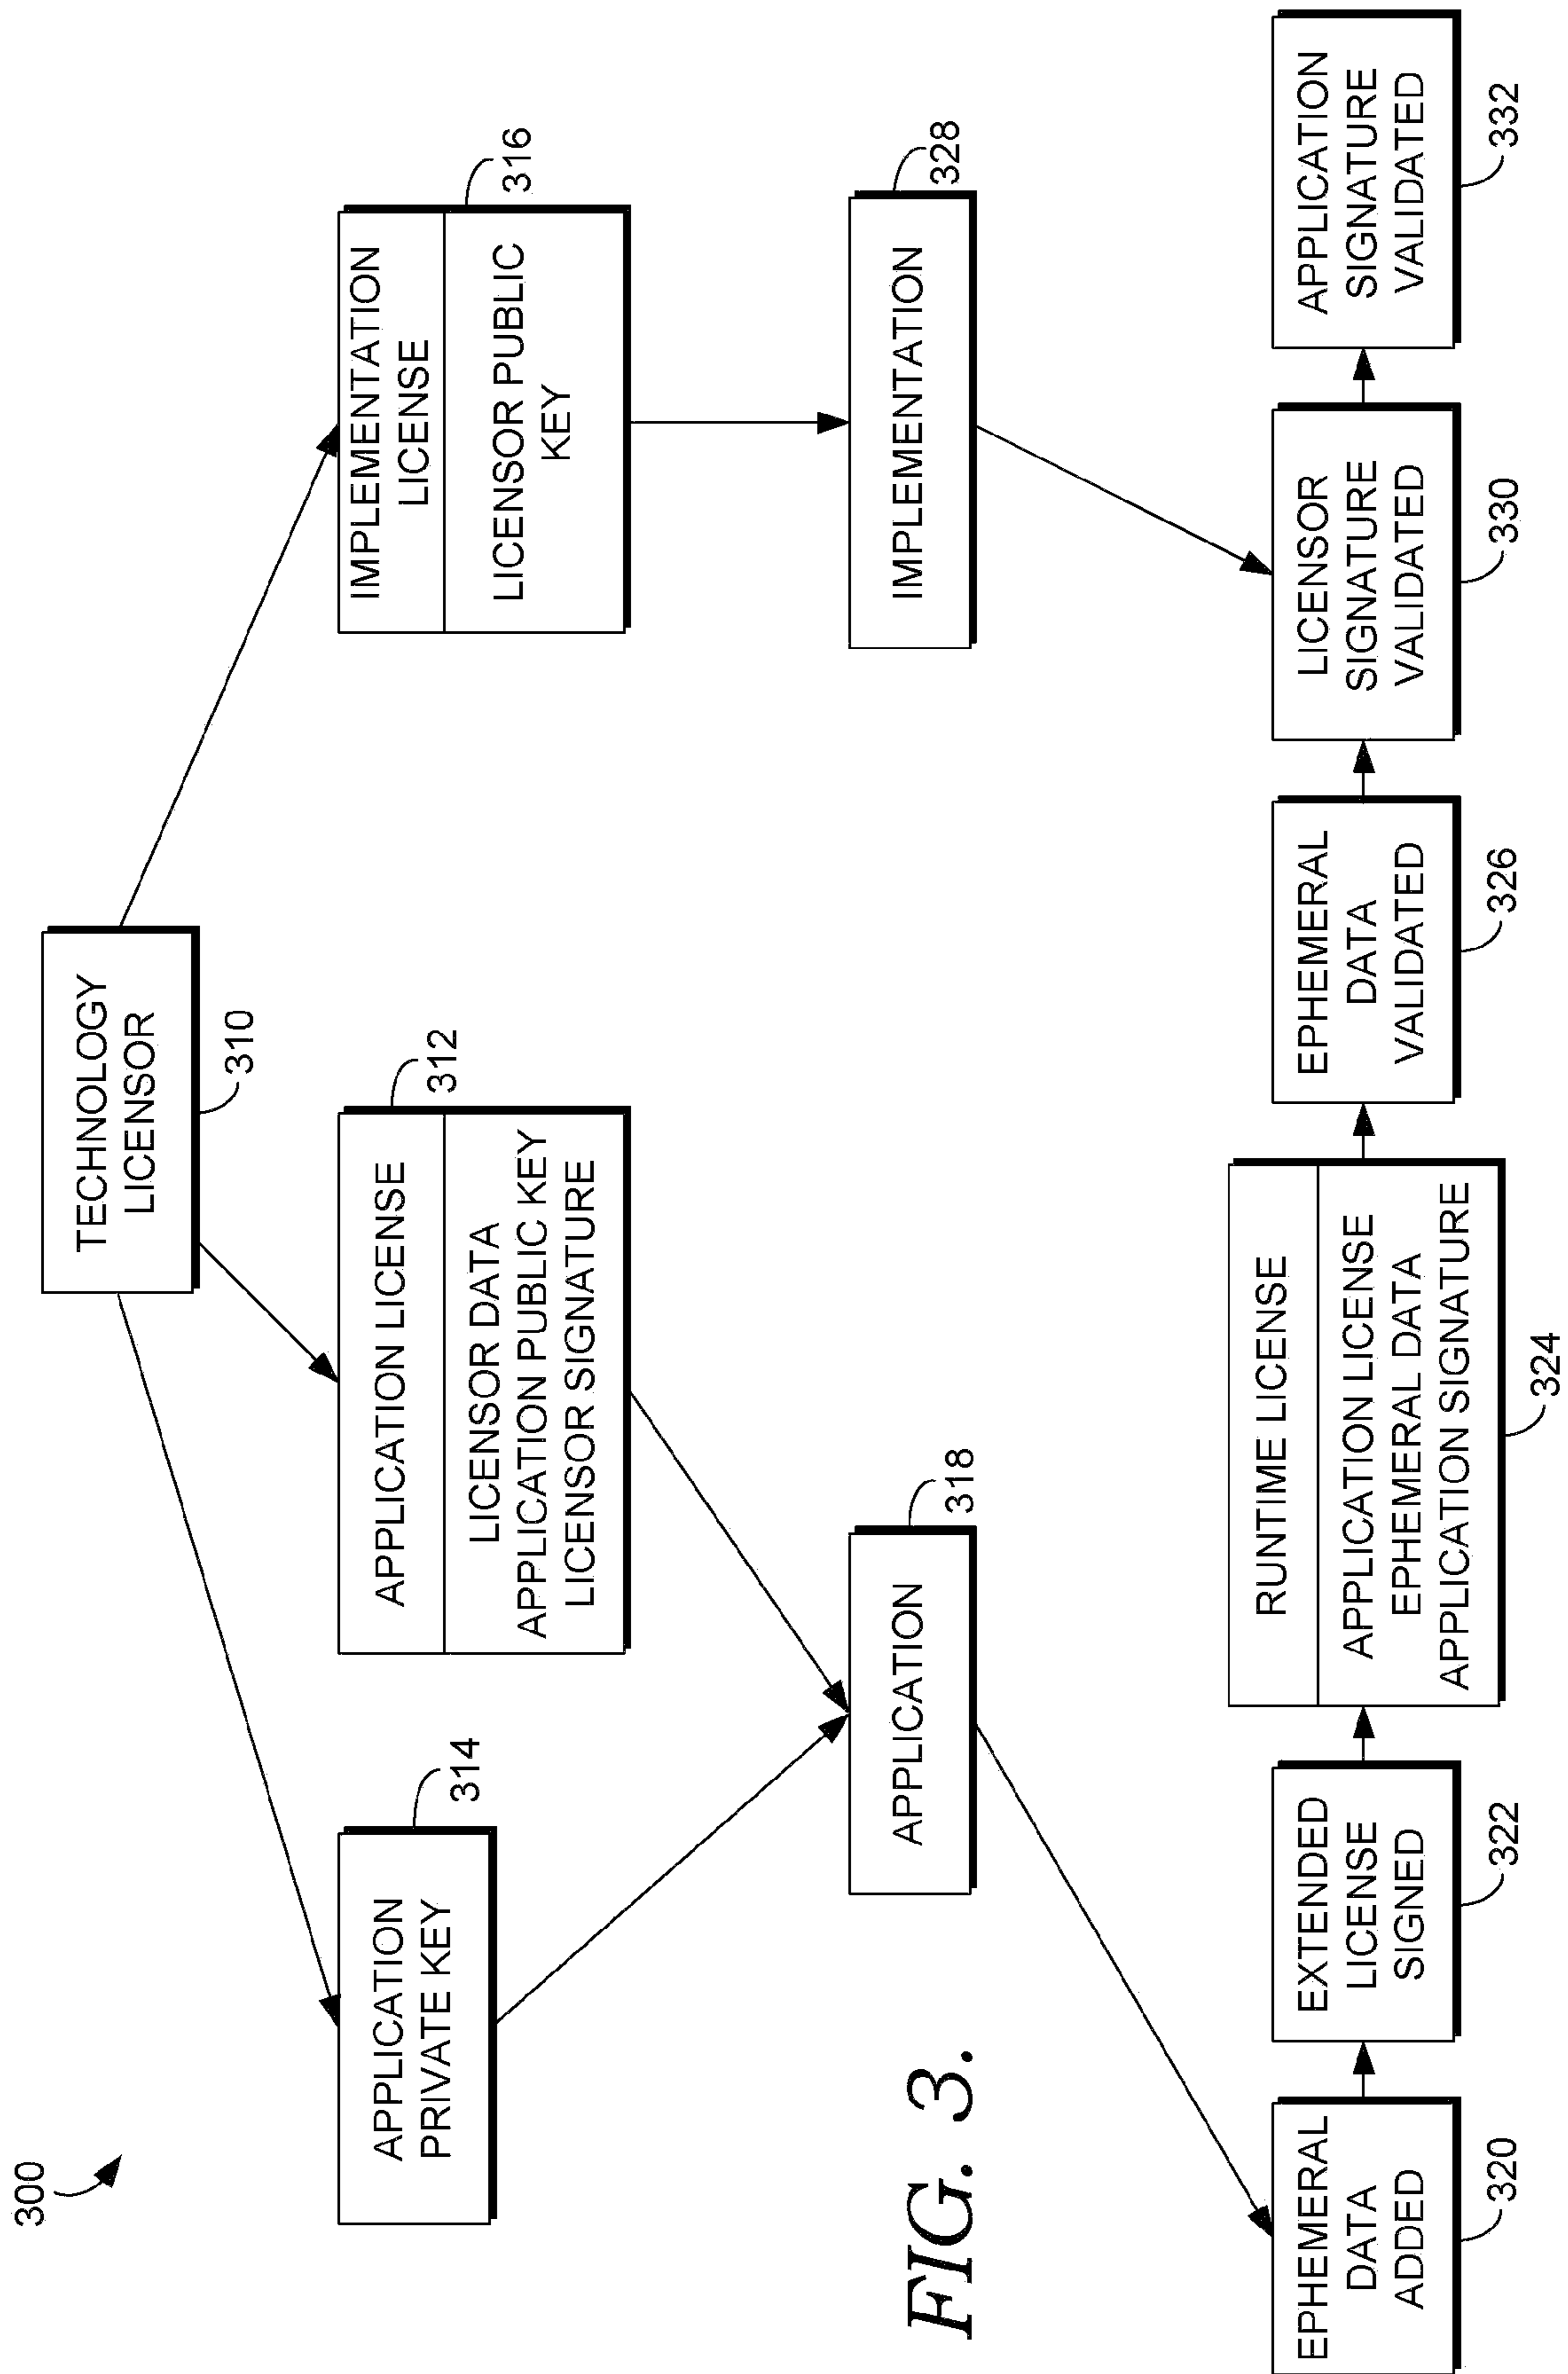 300
TECHNOLOGY
LICENSOR
310
APPLICATION
PRIVATE KEY
314
APPLICATION LICENSE
312
LICENSOR DATA
APPLICATION PUBLIC KEY
LICENSOR SIGNATURE
IMPLEMENTATION
LICENSE
316
LICENSOR PUBLIC
KEY
APPLICATION
318
IMPLEMENTATION
328
FIG. 3.
EPHEMERAL
DATA
ADDED
320
EXTENDED
LICENSE
SIGNED
322
RUNTIME LICENSE
APPLICATION LICENSE
EPHEMERAL DATA
APPLICATION SIGNATURE
324
EPHEMERAL
DATA
VALIDATED
326
LICENSOR
SIGNATURE
VALIDATED
330
APPLICATION
SIGNATURE
VALIDATED
332